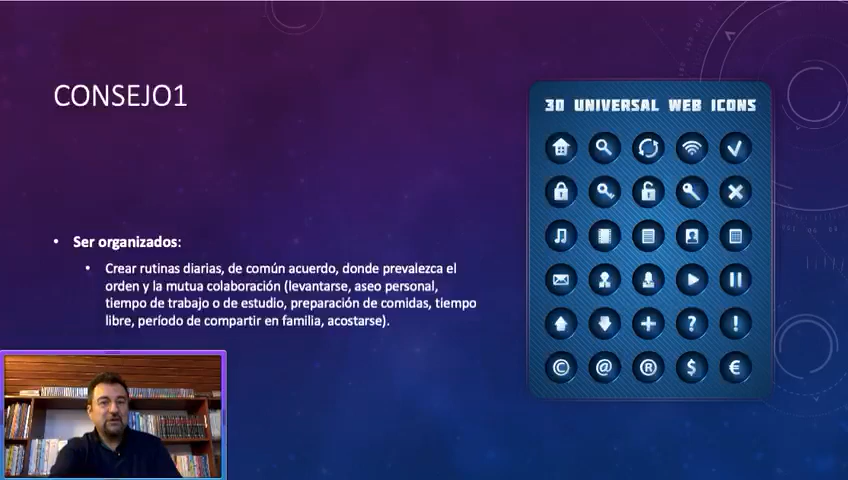 CONSEJO1
30 UNIVERSAL WEB ICONS
• Ser organizados:
• Crear rutinas diarias, de común acuerdo, donde prevalezca el
orden y la mutua colaboración (levantarse, aseo personal,
tiempo de trabajo o de estudio, preparación de comidas, tiempo
libre, período de compartir en familia, acostarse).
? !
© @ ® $ €